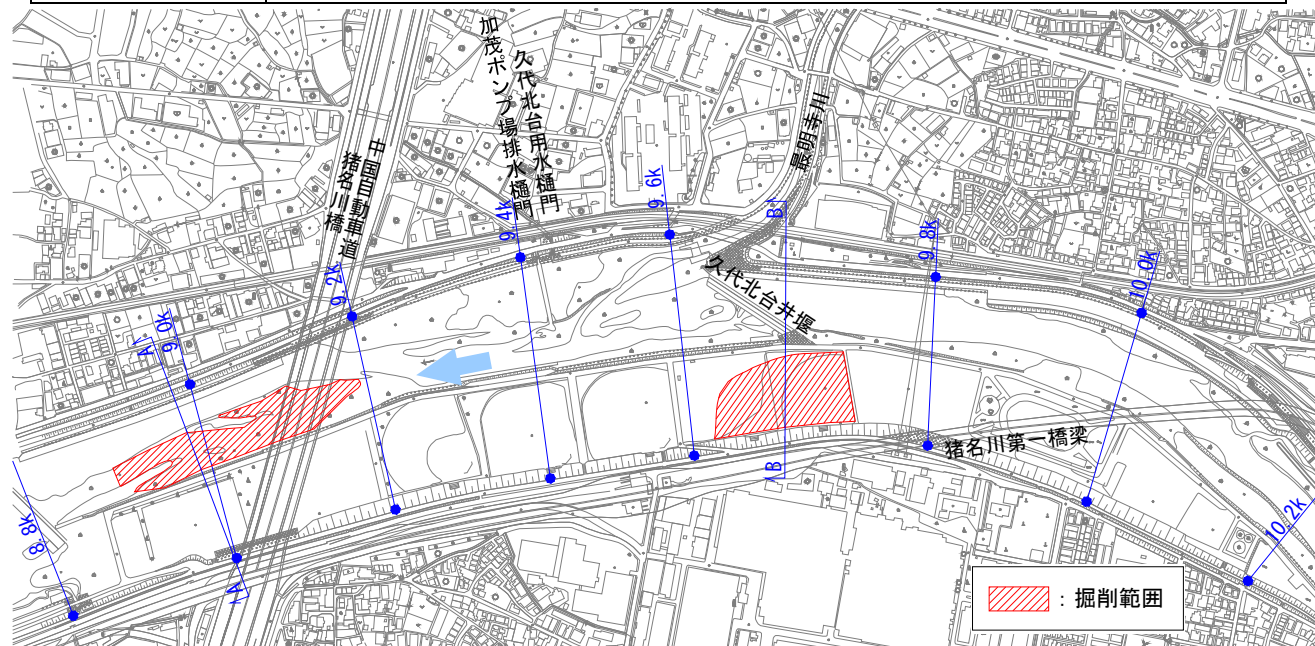 加茂ポンプ場排水樋門
久代北台用水樋門
最明寺川
中国自動車道
猪名川橋
9.6k
B'
9.4k
9.8k
久代北台井堰
9.2k
10.0k
9.0k
A'
猪名川第一橋梁
B
8.8k
10.2k
A
：掘削範囲